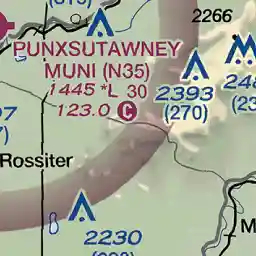 2266
PUNXSUTAWNEY
MUNI (N35)
1445 *L 30
123.0 C
2393
(270)
Rossiter
2230